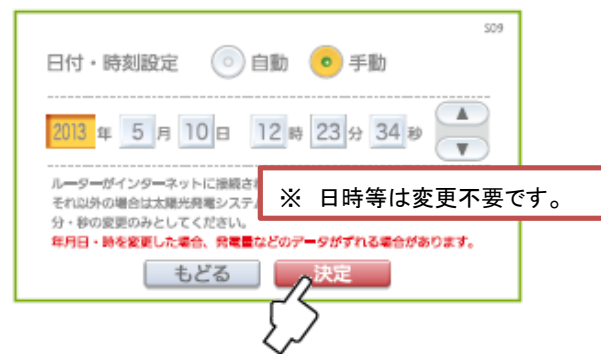 S09
日付・時刻設定 自動 手動
2013 年 5 月 10 日 12 時 23 分 34 秒
▲
▼
ルーターがインターネットに接続さ
それ以外の場合は太陽光発電システム
※ 日時等は変更不要です。
分・秒の変更のみとしてください。
年月日・時を変更した場合、発電量などのデータがずれる場合があります。
もどる 決定